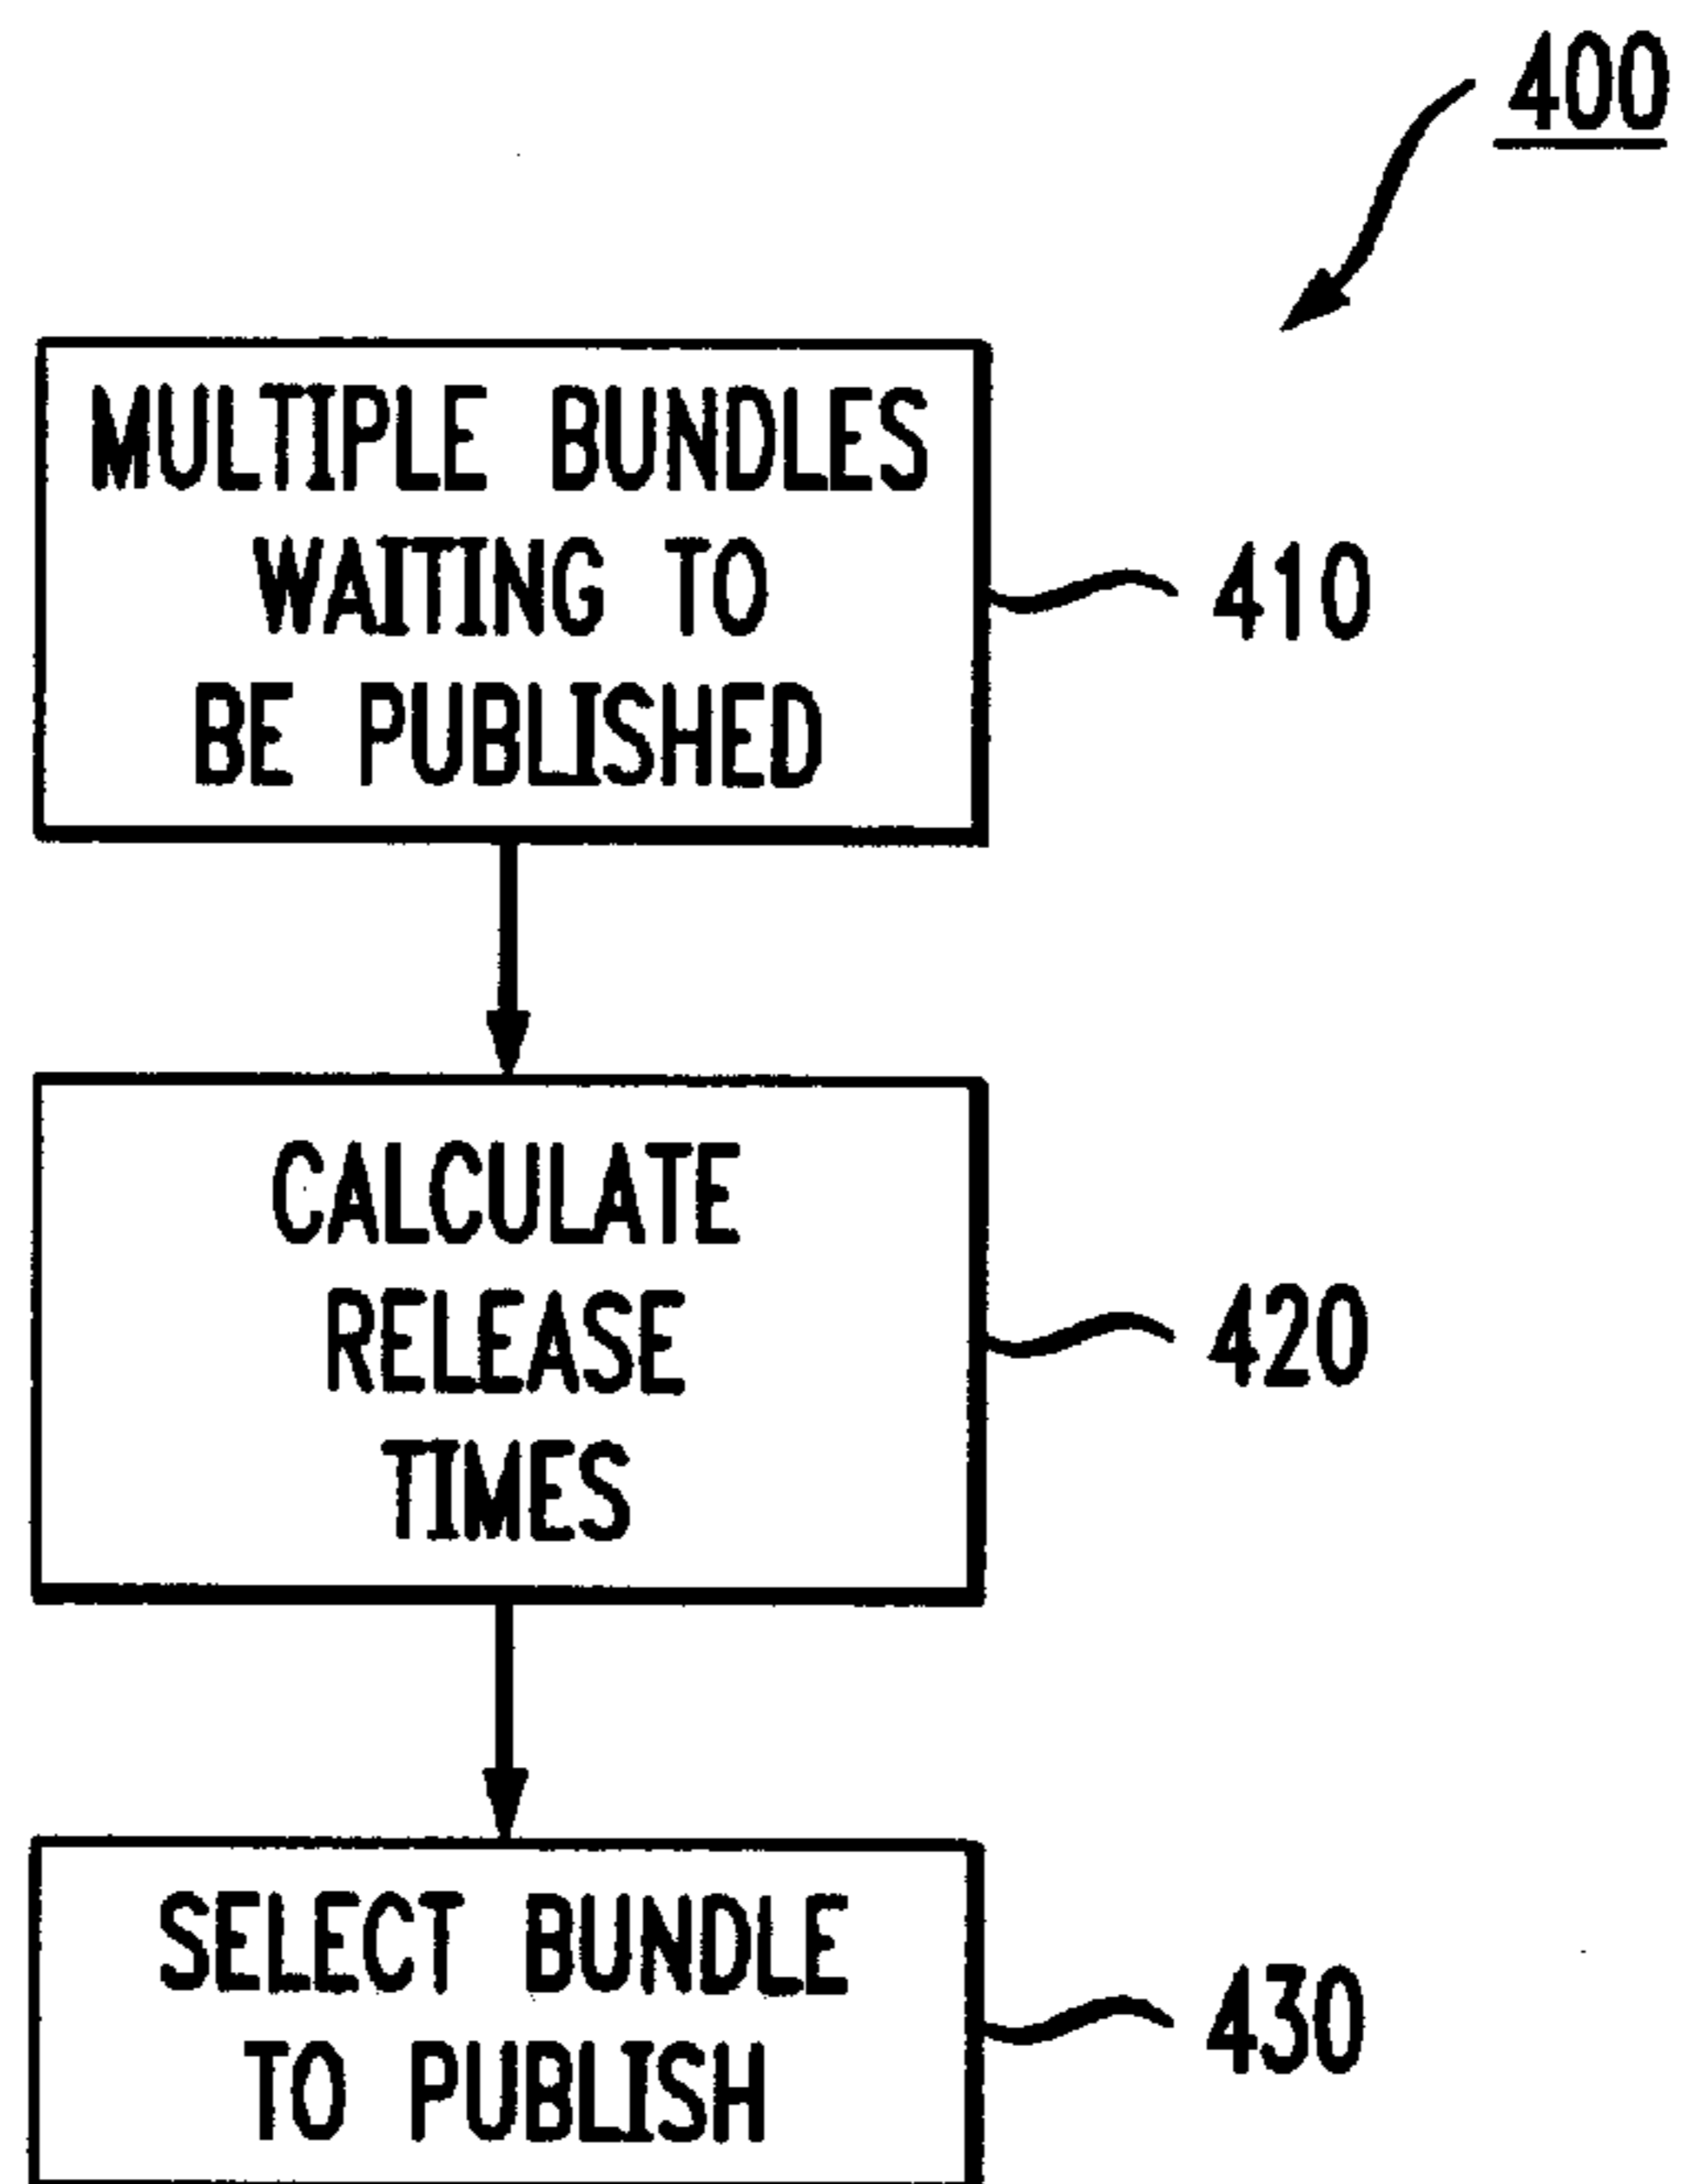 400
MULTIPLE BUNDLES
WAITING TO
BE PUBLISHED
410
CALCULATE
RELEASE
TIMES
420
SELECT BUNDLE
TO PUBLISH
430